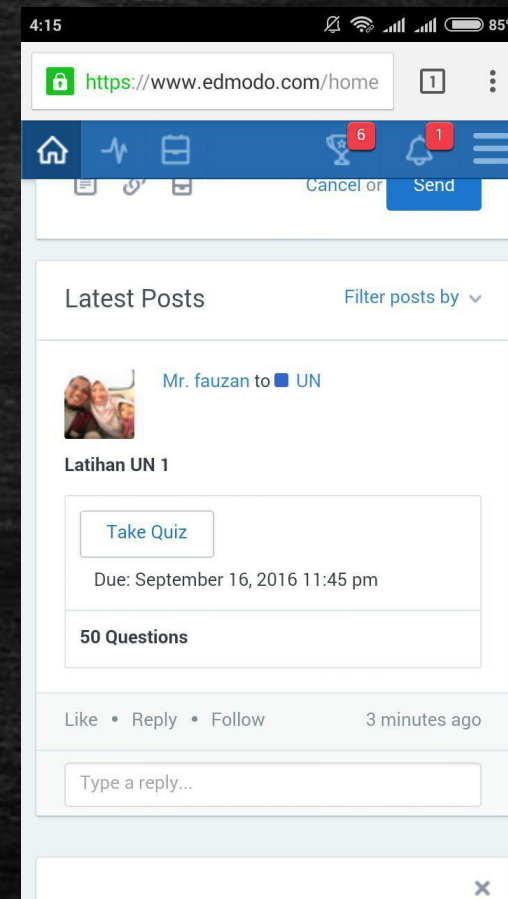 4:15
85%
https://www.edmodo.com/home
1
6
1
Cancel or Send
Latest Posts
Filter posts by
Mr. fauzan to UN
Latihan UN 1
Take Quiz
Due: September 16, 2016 11:45 pm
50 Questions
Like • Reply • Follow
3 minutes ago
Type a reply...